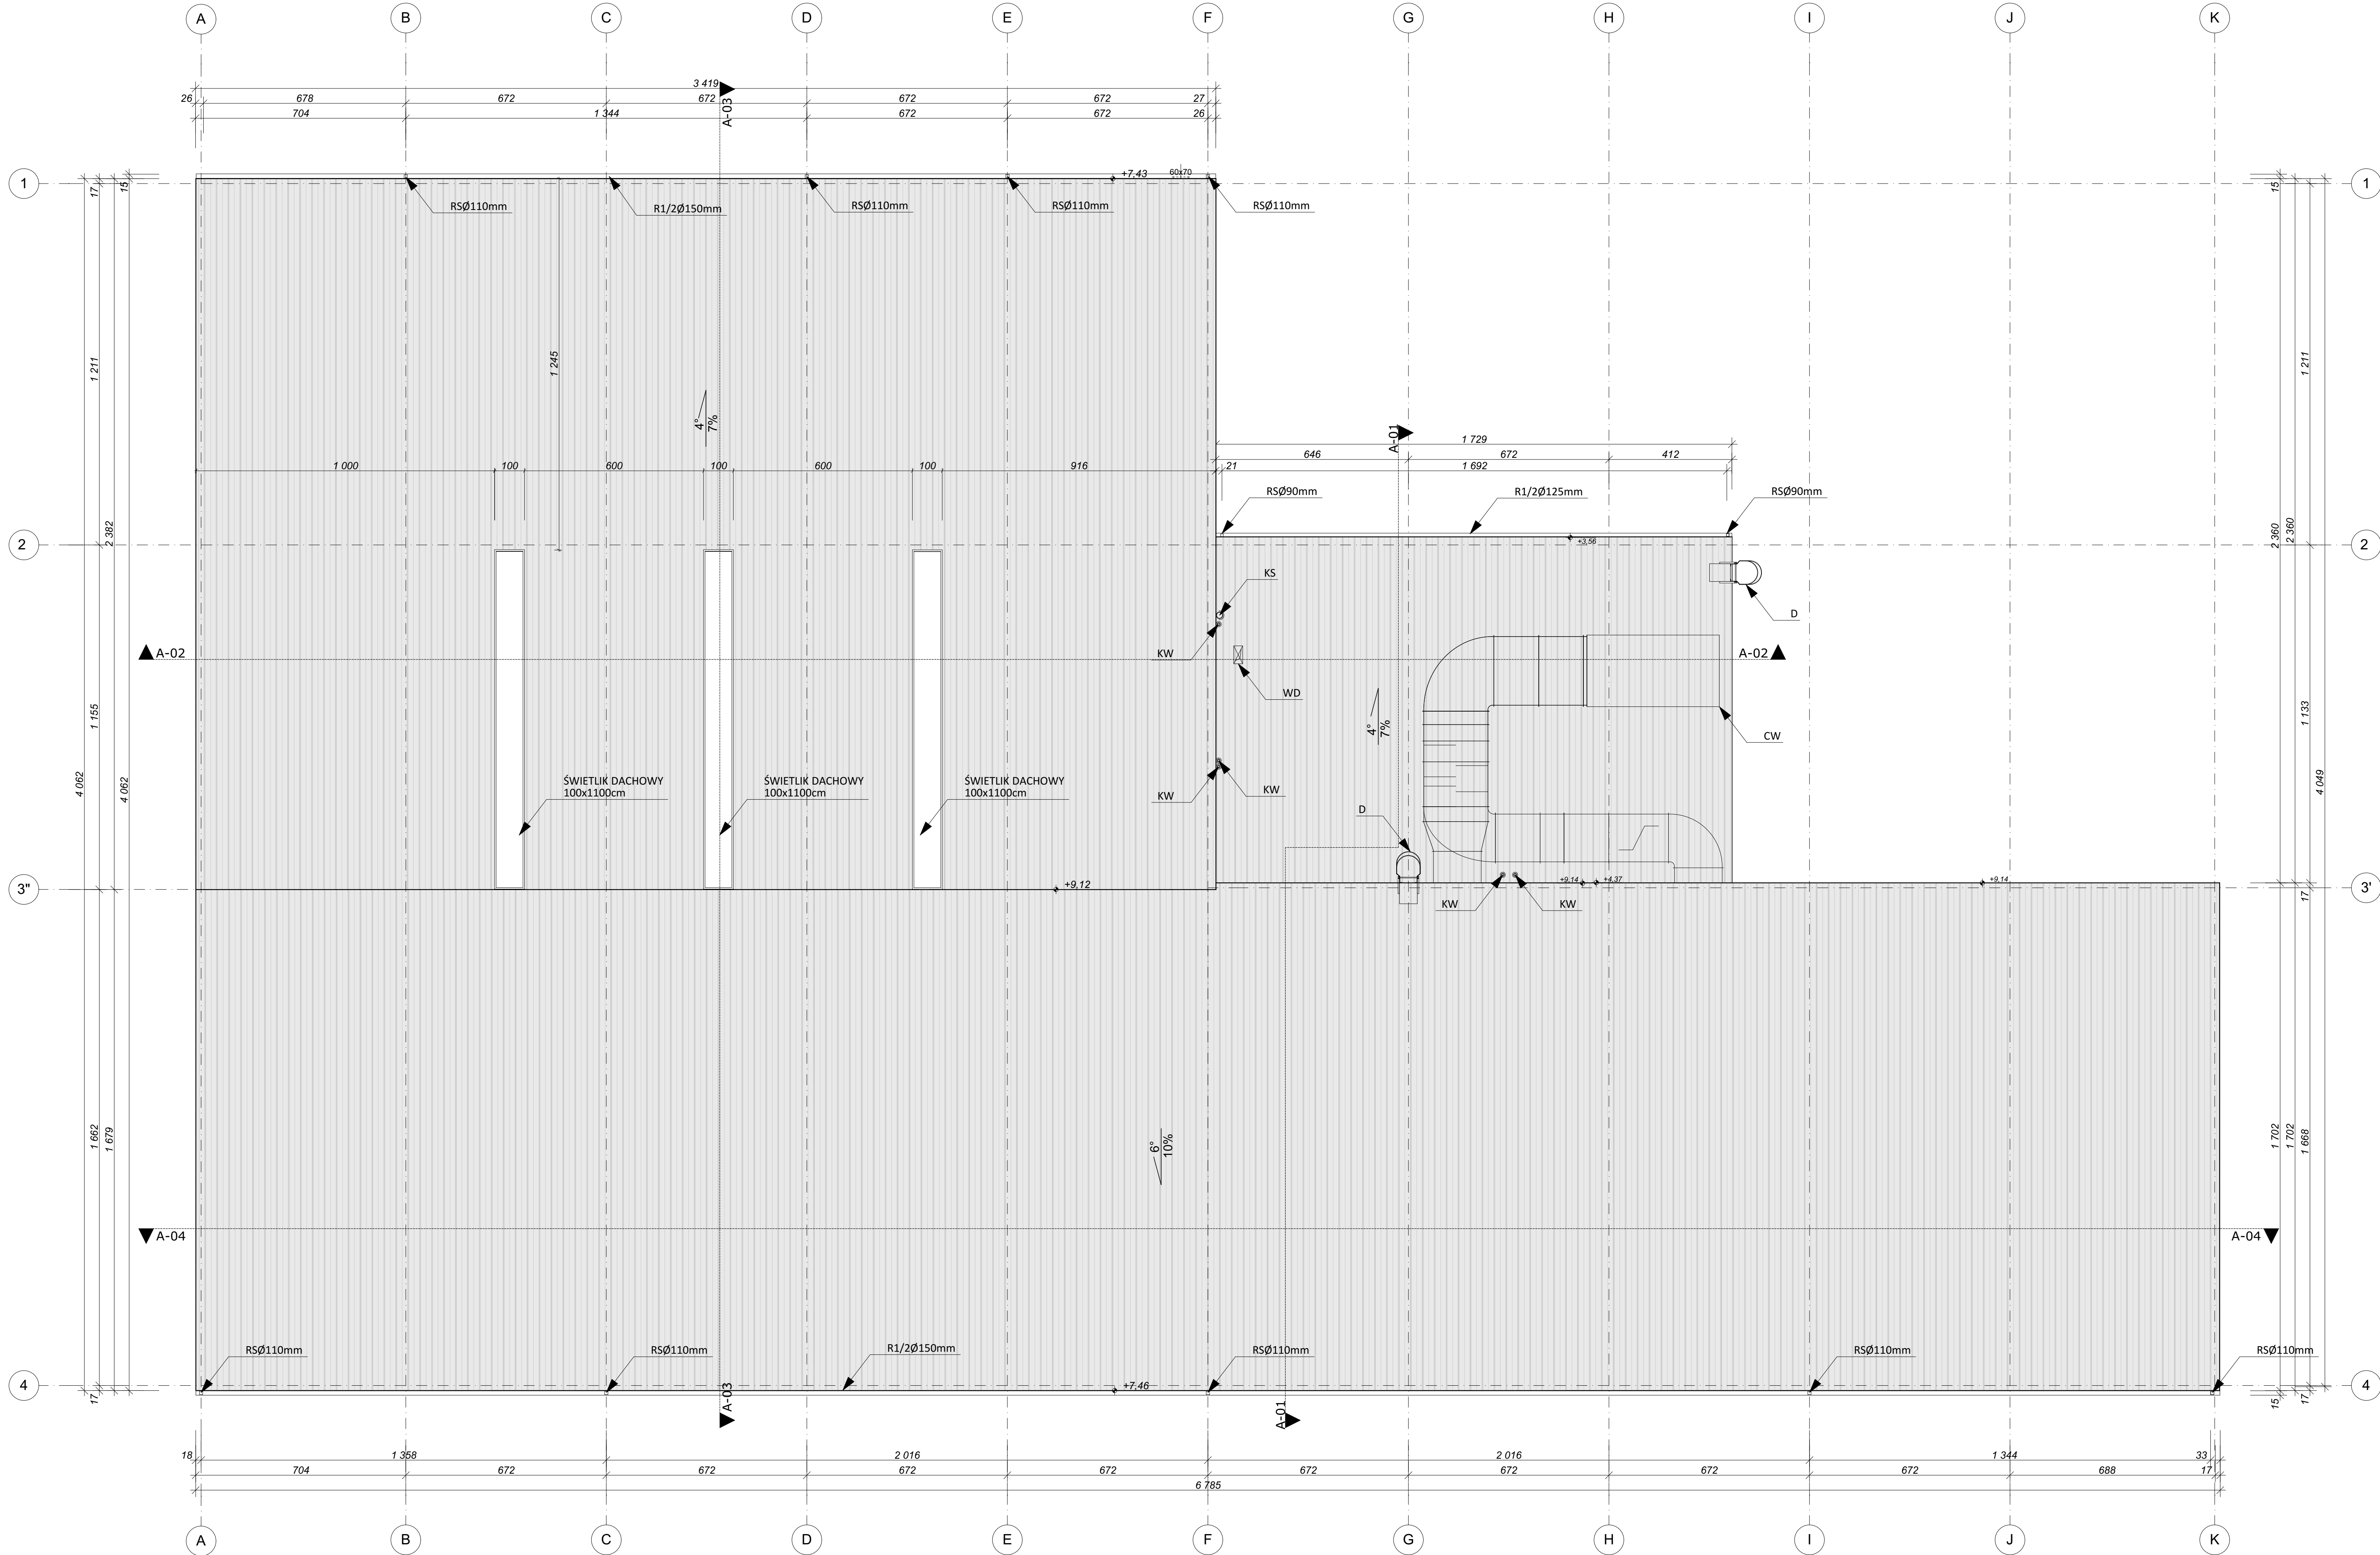 A B C D E F G H I J K
3 419
26 678 672 672 672 672 27
704 1 344 672 672 26
A-03
1 1
17 15 15
+7,43 60x70
RSØ110mm R1/2Ø150mm RSØ110mm RSØ110mm RSØ110mm
1 211 1 245 1 211
4°
7%
A-01
1 729
646 672 412
1 000 100 600 100 600 100 916 21 1 692
RSØ90mm R1/2Ø125mm RSØ90mm
2 382 2 360 2 360
+3,56
2 2
KS
D
KW
A-02 A-02
WD
4°
7%
1 155 1 133
CW
4 062 4 062 4 049
ŚWIETLIK DACHOWY ŚWIETLIK DACHOWY ŚWIETLIK DACHOWY
100x1100cm 100x1100cm 100x1100cm
KW KW
D
+9,12 +9,14 +4,37 +9,14
3" 3'
17
KW KW
1 662 1 679 1 702 1 702 1 668
6°
10%
A-04 A-04
RSØ110mm RSØ110mm R1/2Ø150mm RSØ110mm RSØ110mm RSØ110mm
4 4
+7,46
17 15 17
A-03 A-01
18 1 358 2 016 2 016 1 344 33
704 672 672 672 672 672 672 672 672 688 17
6 785
A B C D E F G H I J K